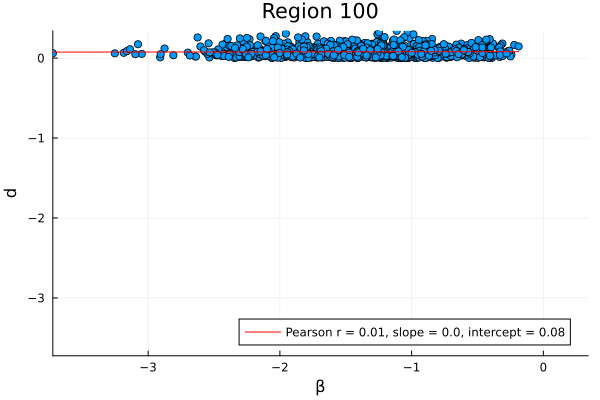 Region 100
d
0
−1
−2
−3
−3
−2
−1
0
β
Pearson r = 0.01, slope = 0.0, intercept = 0.08